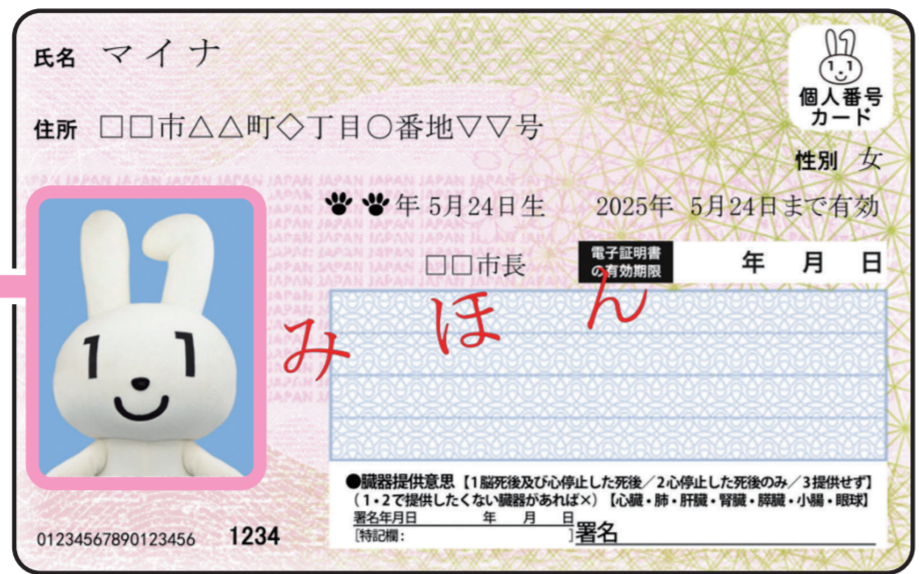 氏名 マイナ
個人番号
カード
住所 □□市△△町◇丁目○番地▽▽号
性別 女
JAPAN JAPAN JAPAN JAPAN JAPAN JAPAN
年 5月24日生 2025年 5月24日まで有効
□□市長
電子証明書
の有効期限
年 月 日
みほん
●臓器提供意思【1脳死後及び心停止した死後/2心停止した死後のみ/3提供せず】
(1・2で提供したくない臓器があれば×)【心臓・肺・肝臓・腎臓・膵臓・小腸・眼球】
署名年月日 年 月 日
[特記欄: ]署名
01234567890123456 1234